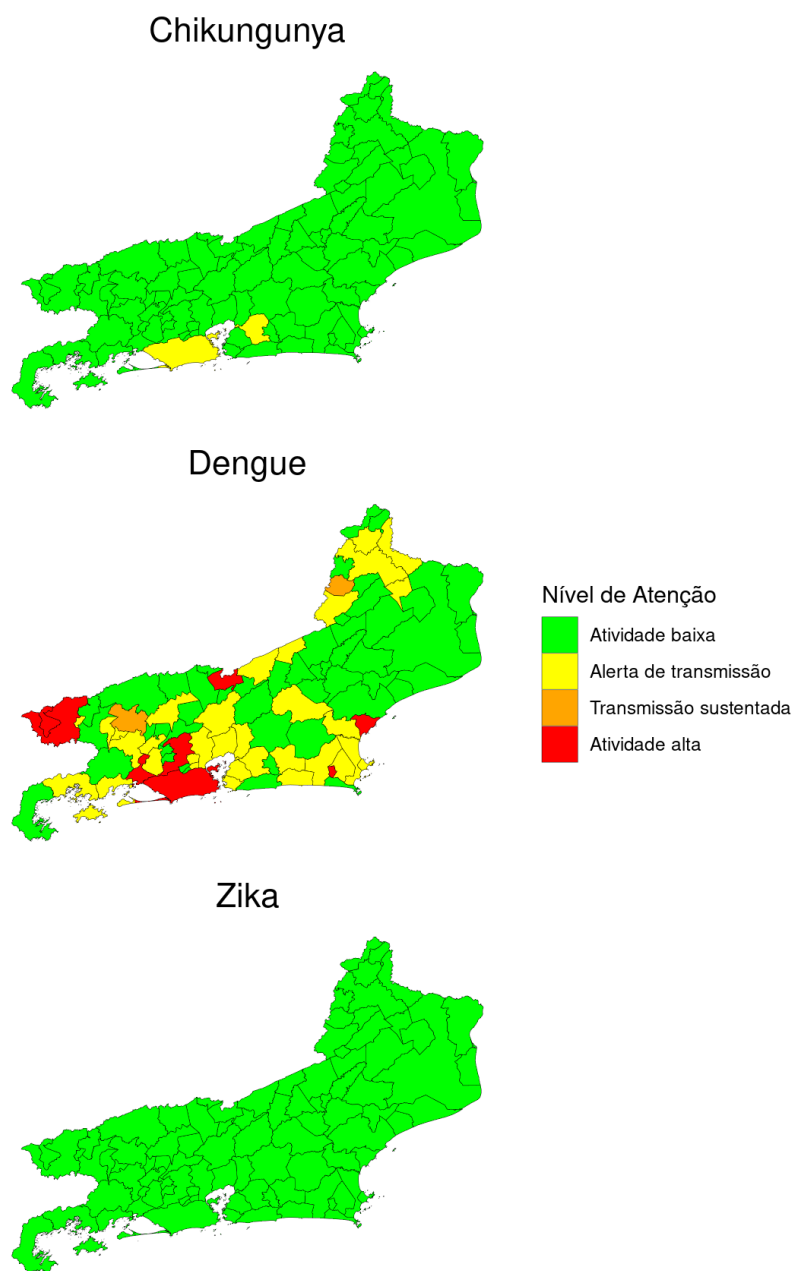 Chikungunya
Dengue
Nível de Atenção
Atividade baixa
Alerta de transmissão
Transmissão sustentada
Atividade alta
Zika